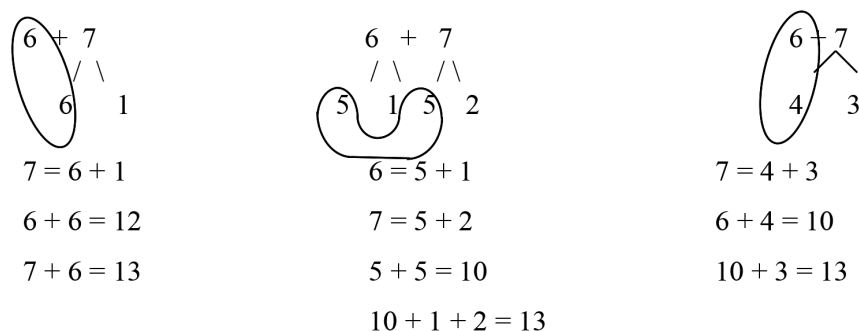 6 + 7
/ \
6 1
7 = 6 + 1
6 + 6 = 12
7 + 6 = 13
6 + 7
/ \ / \
5 1 5 2
6 = 5 + 1
7 = 5 + 2
5 + 5 = 10
10 + 1 + 2 = 13
6 + 7
4 3
7 = 4 + 3
6 + 4 = 10
10 + 3 = 13